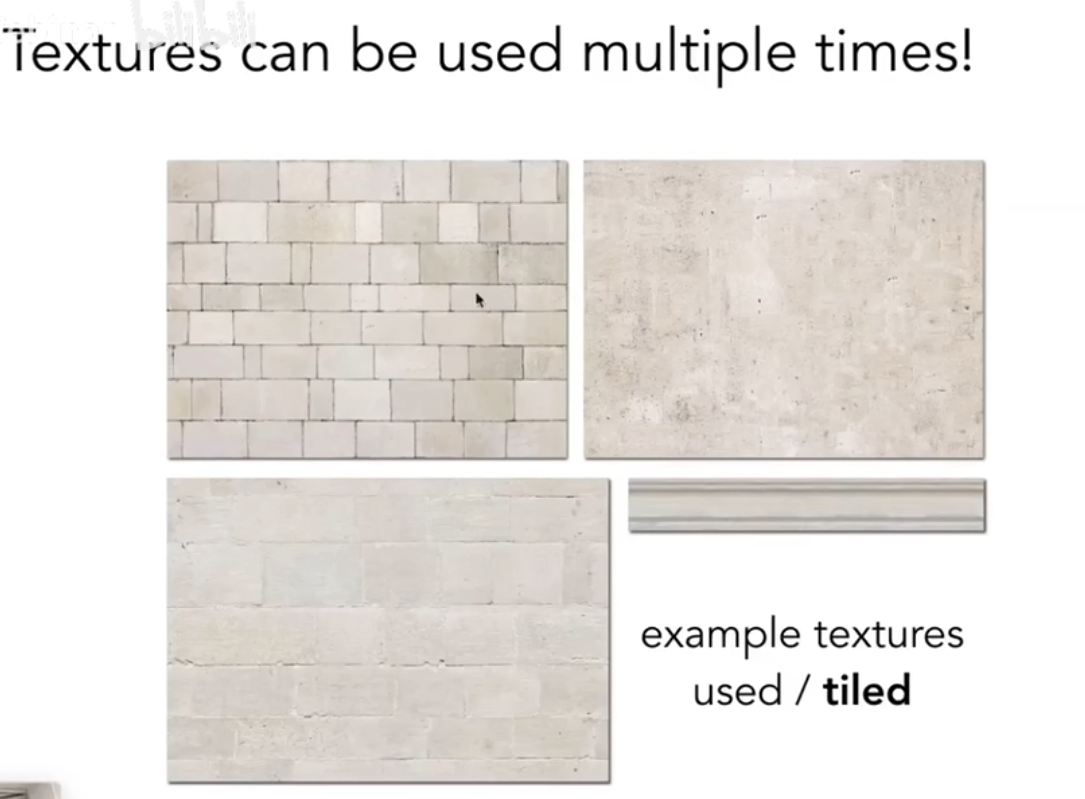 Textures can be used multiple times!
example textures
used / tiled